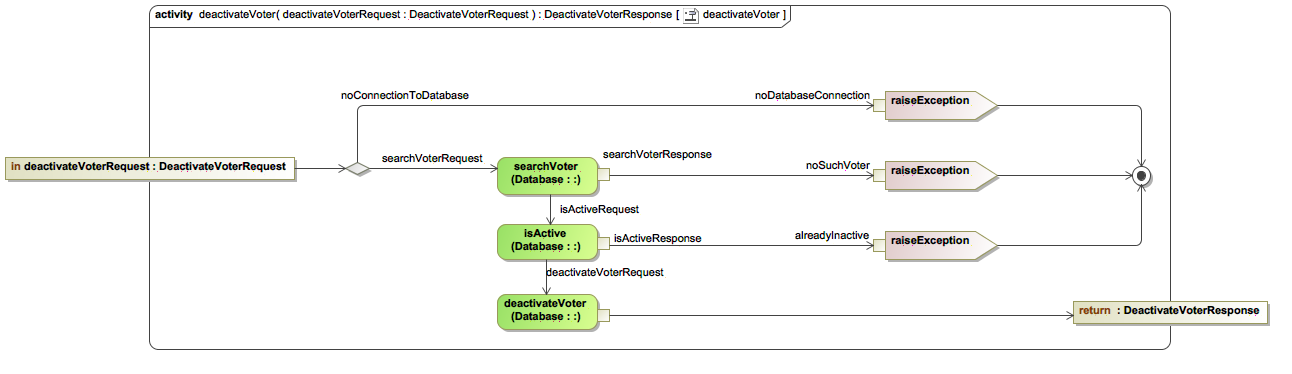 activity deactivateVoter( deactivateVoterRequest : DeactivateVoterRequest ) : DeactivateVoterResponse [ deactivateVoter ]
noConnectionToDatabase
noDatabaseConnection
raiseException
in deactivateVoterRequest : DeactivateVoterRequest
searchVoterRequest
searchVoter
(Database : :)
searchVoterResponse
noSuchVoter
raiseException
isActiveRequest
isActive
(Database : :)
isActiveResponse
alreadyInactive
raiseException
deactivateVoterRequest
deactivateVoter
(Database : :)
return : DeactivateVoterResponse